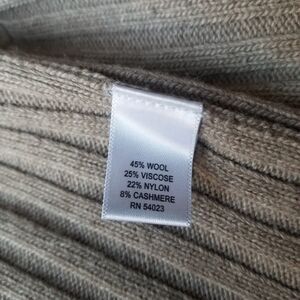 45% WOOL
25% VISCOSE
22% NYLON
8% CASHMERE
RN 54023